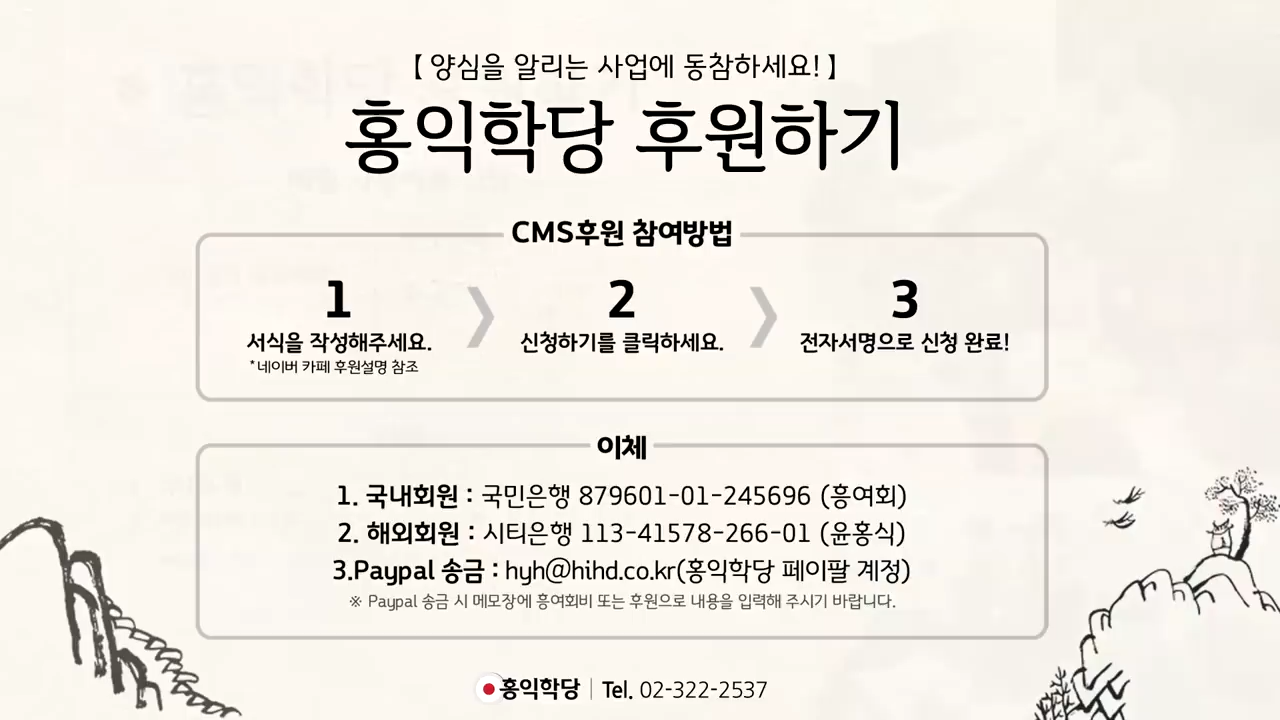 【 양심을 알리는 사업에 동참하세요! 】
홍익학당 후원하기
CMS후원 참여방법
1
서식을 작성해주세요.
*네이버 카페 후원설명 참조
2
신청하기를 클릭하세요.
3
전자서명으로 신청 완료!
이체
1. 국내회원 : 국민은행 879601-01-245696 (흥여회)
2. 해외회원 : 시티은행 113-41578-266-01 (윤홍식)
3.Paypal 송금 : hyh@hihd.co.kr(홍익학당 페이팔 계정)
※ Paypal 송금 시 메모장에 흥여회비 또는 후원으로 내용을 입력해 주시기 바랍니다.
홍익학당 | Tel. 02-322-2537